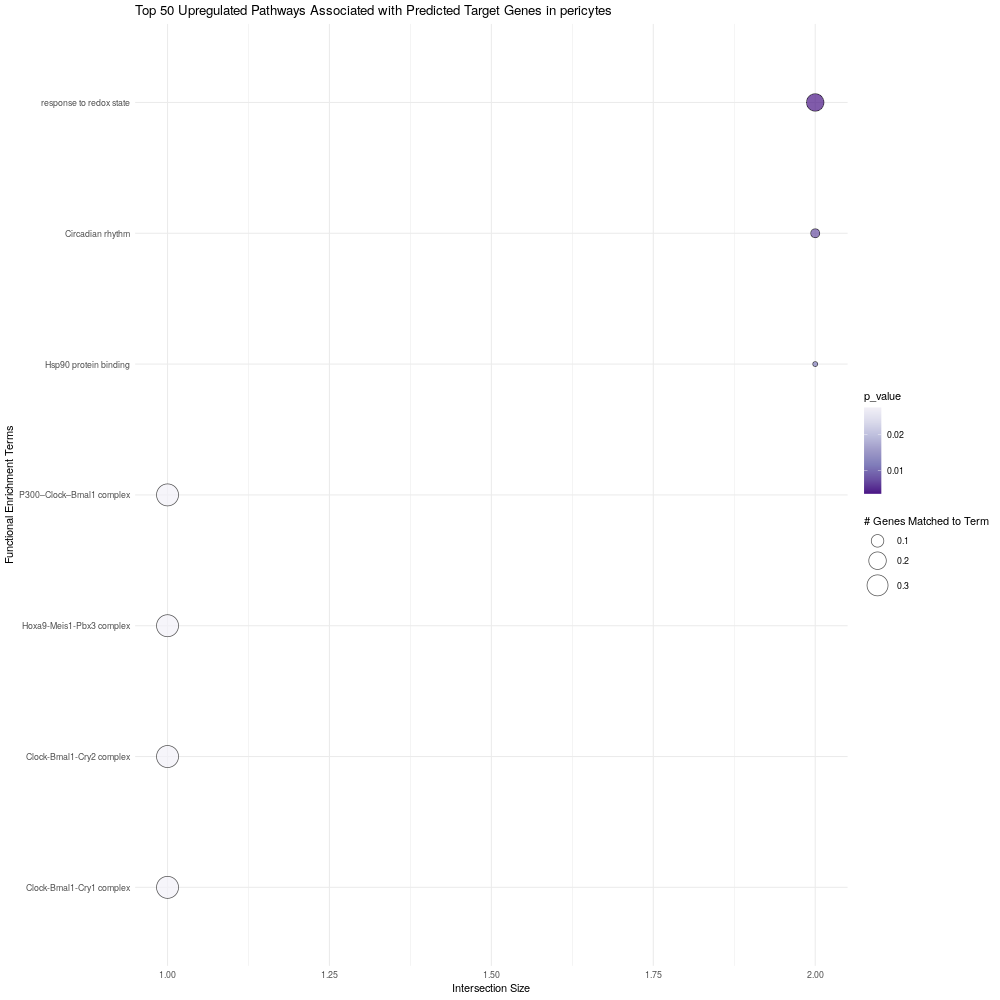 Top 50 Upregulated Pathways Associated with Predicted Target Genes in pericytes
Functional Enrichment Terms
response to redox state
Circadian rhythm
Hsp90 protein binding
P300–Clock–Bmal1 complex
Hoxa9-Meis1-Pbx3 complex
Clock-Bmal1-Cry2 complex
Clock-Bmal1-Cry1 complex
1.00 1.25 1.50 1.75 2.00
Intersection Size
p_value
0.02
0.01
# Genes Matched to Term
0.1
0.2
0.3